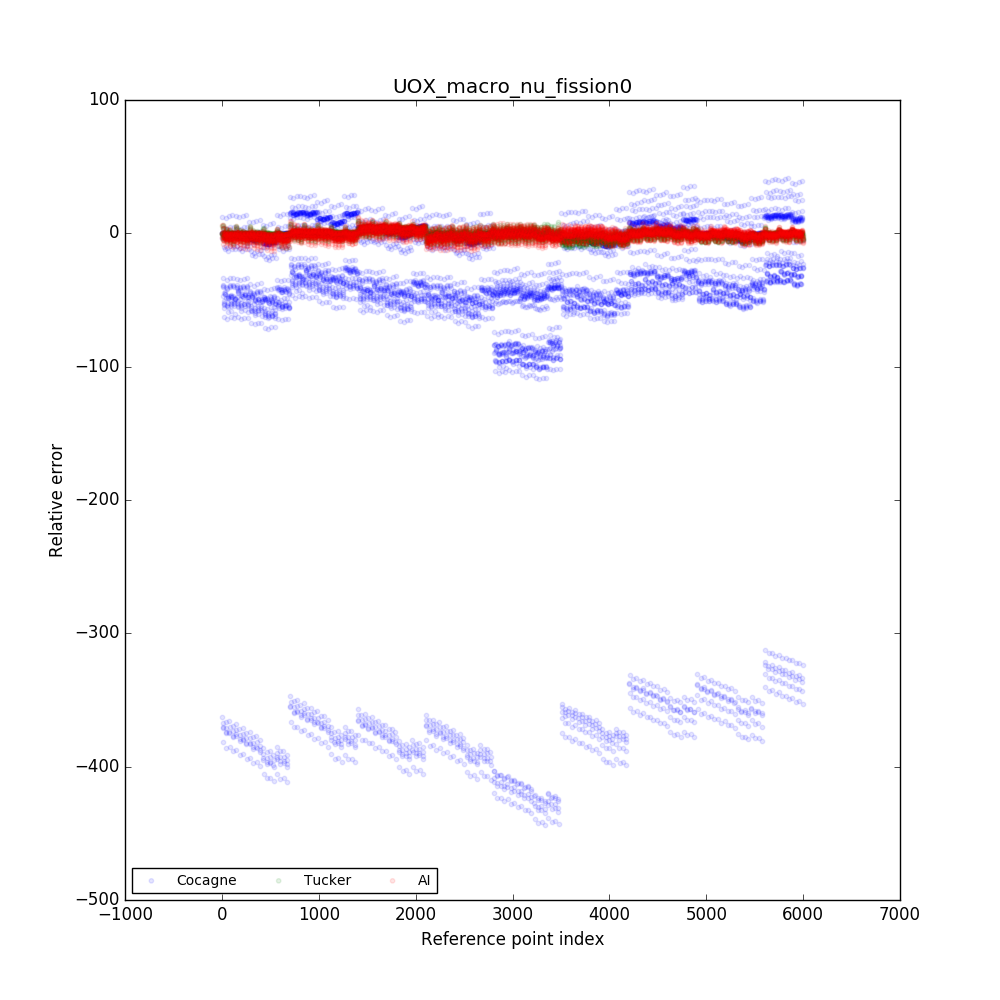 UOX_macro_nu_fission0
100
0
−100
−200
−300
−400
−500
Relative error
Cocagne Tucker AI
−1000 0 1000 2000 3000 4000 5000 6000 7000
Reference point index